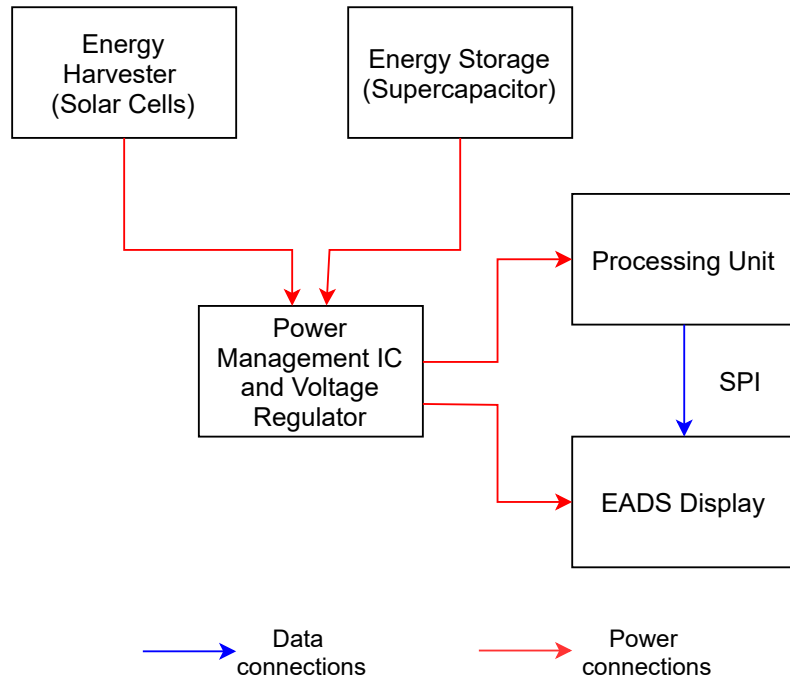 Energy
Harvester
(Solar Cells)
Energy Storage
(Supercapacitor)
Processing Unit
Power
Management IC
and Voltage
Regulator
SPI
EADS Display
Data
connections
Power
connections